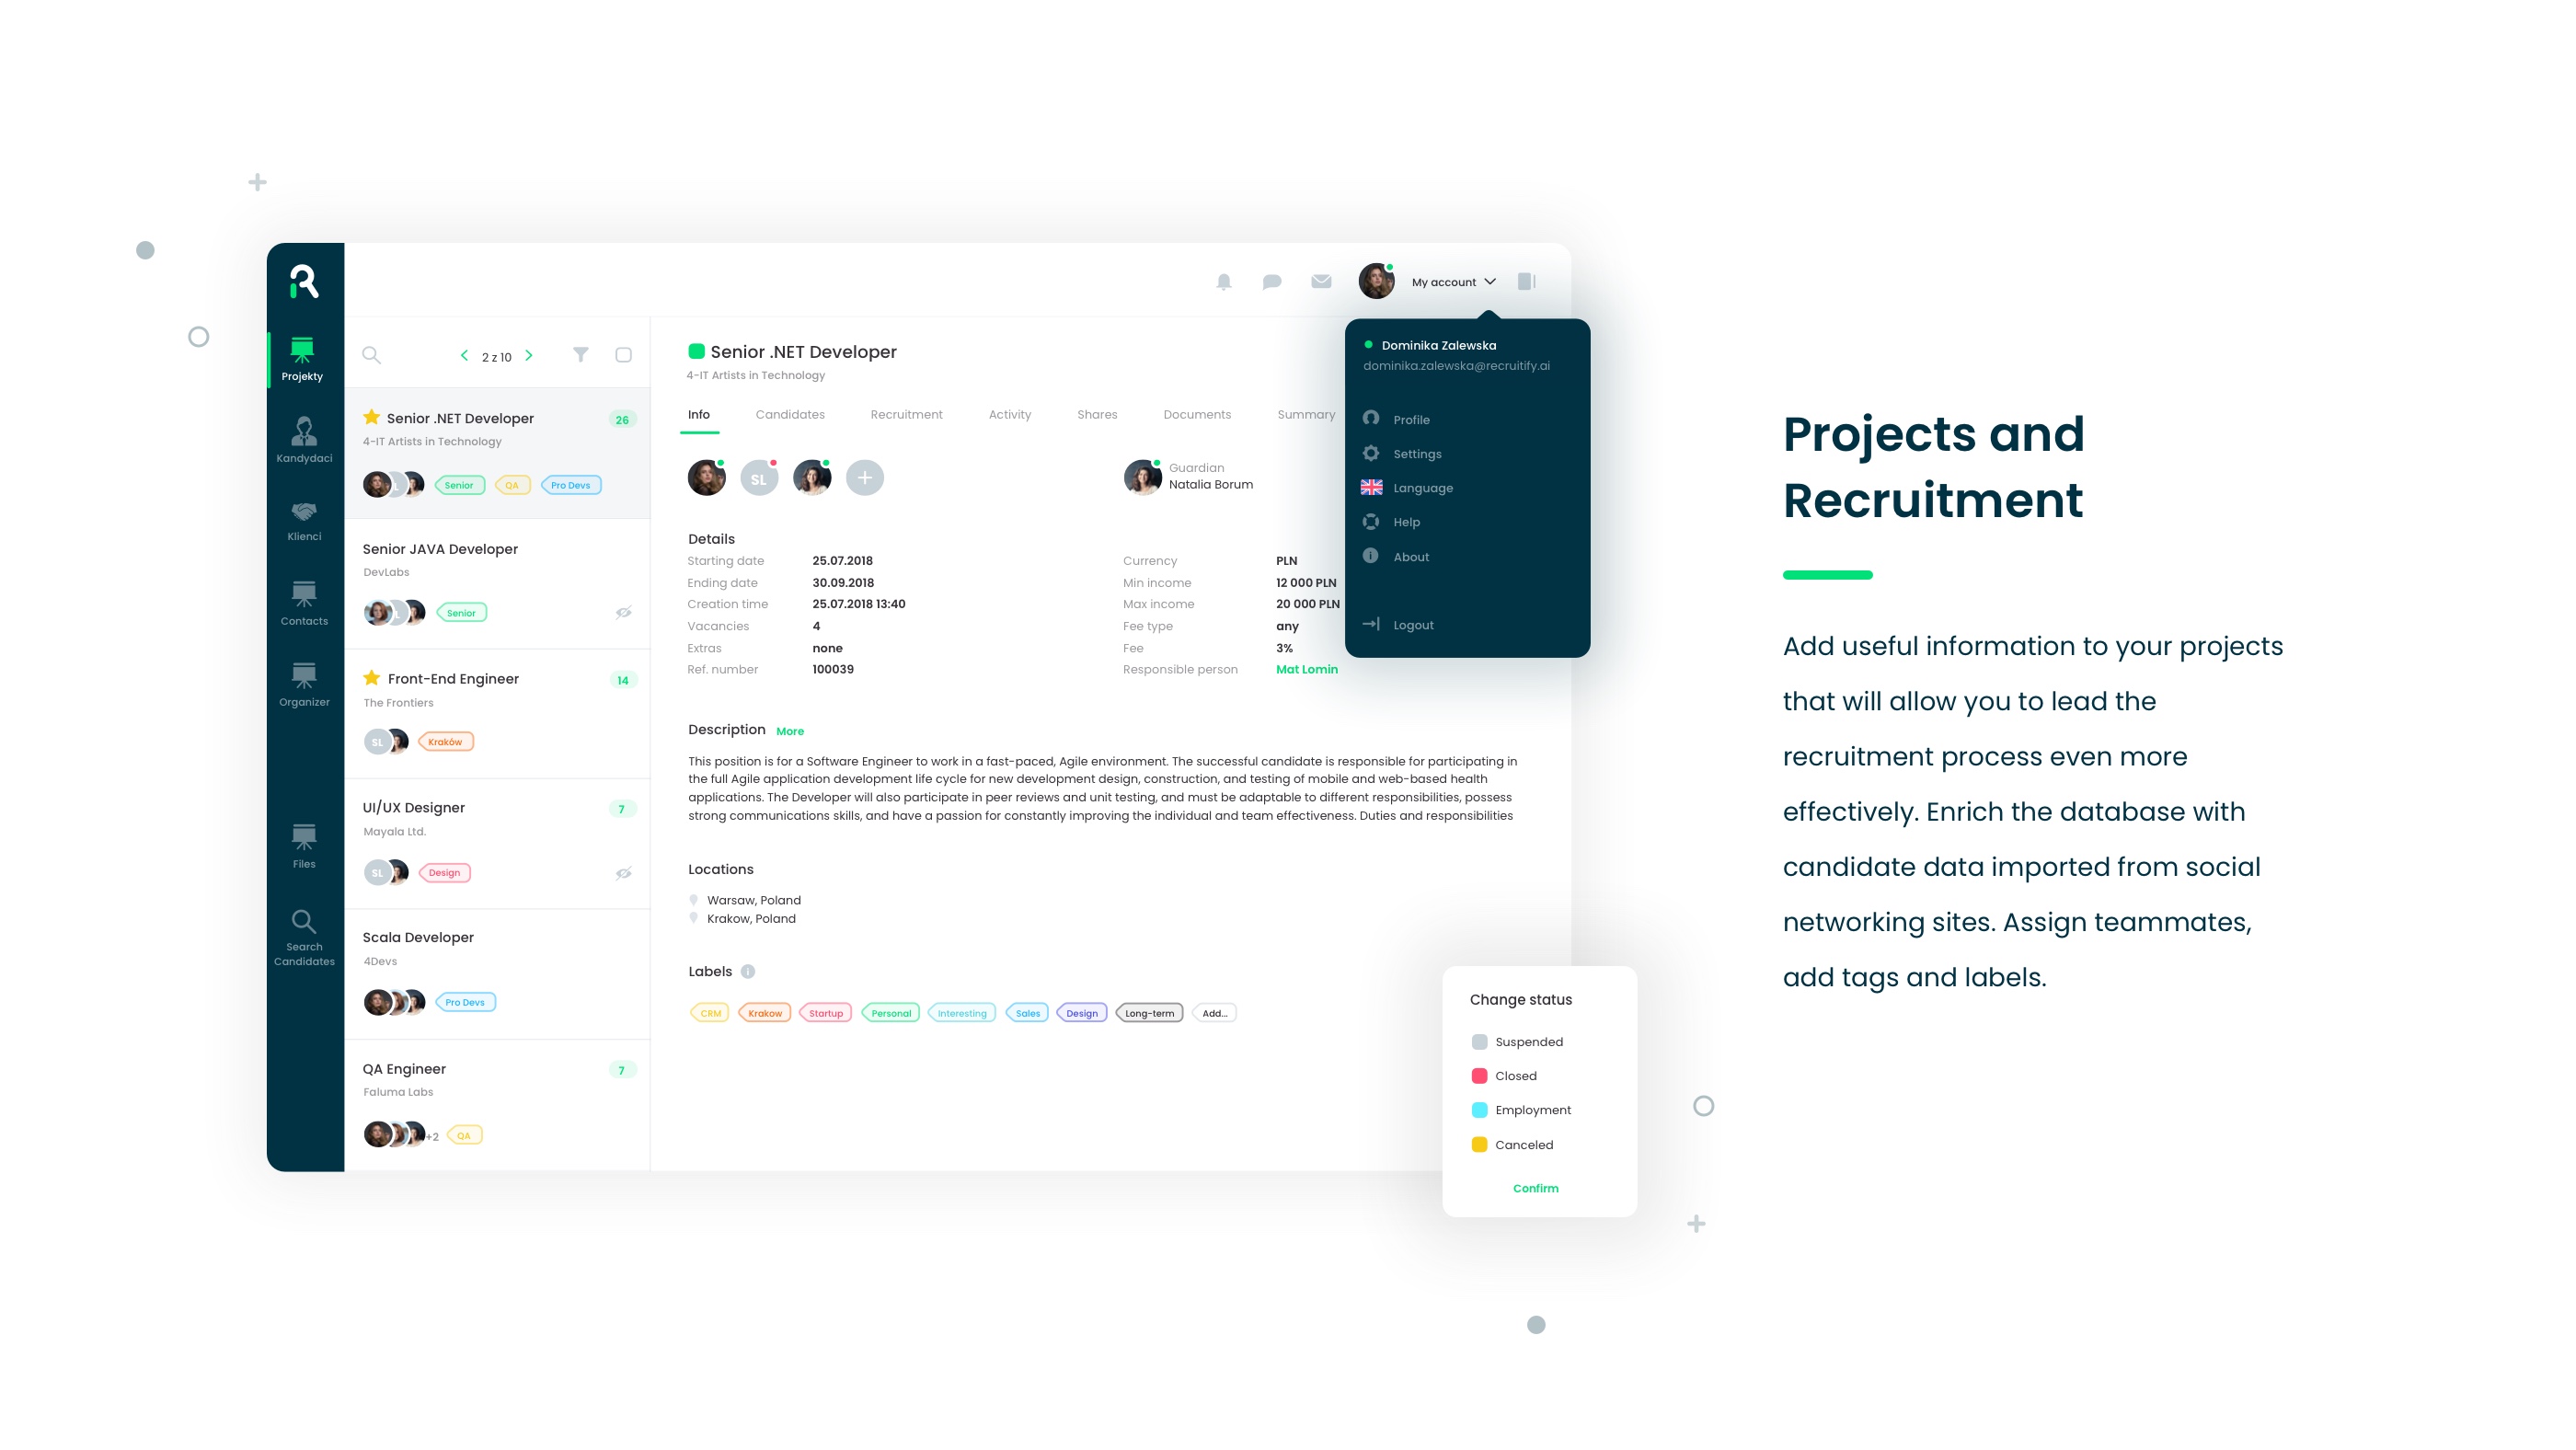 My account
Dominika Zalewska
dominika.zalewska@recruitify.ai
Profile
Settings
Language
Help
About
Logout
Projekty
Kandydaci
Klienci
Contacts
Organizer
Files
Search
Candidates
2 z 10
Senior .NET Developer
26
4-IT Artists in Technology
Senior
QA
Pro Devs
Senior JAVA Developer
DevLabs
Senior
Front-End Engineer
14
The Frontiers
SL
Kraków
UI/UX Designer
7
Mayala Ltd.
SL
Design
Scala Developer
4Devs
Pro Devs
QA Engineer
7
Faluma Labs
+2
QA
Senior .NET Developer
4-IT Artists in Technology
Info
Candidates
Recruitment
Activity
Shares
Documents
Summary
SL
Guardian
Natalia Borum
Details
Starting date 25.07.2018
Ending date 30.09.2018
Creation time 25.07.2018 13:40
Vacancies 4
Extras none
Ref. number 100039
Currency PLN
Min income 12 000 PLN
Max income 20 000 PLN
Fee type any
Fee 3%
Responsible person Mat Lomin
Description More
This position is for a Software Engineer to work in a fast-paced, Agile environment. The successful candidate is responsible for participating in
the full Agile application development life cycle for new development design, construction, and testing of mobile and web-based health
applications. The Developer will also participate in peer reviews and unit testing, and must be adaptable to different responsibilities, possess
strong communications skills, and have a passion for constantly improving the individual and team effectiveness. Duties and responsibilities
Locations
Warsaw, Poland
Krakow, Poland
Labels
CRM
Krakow
Startup
Personal
Interesting
Sales
Design
Long-term
Add...
Change status
Suspended
Closed
Employment
Canceled
Confirm
Projects and
Recruitment
Add useful information to your projects
that will allow you to lead the
recruitment process even more
effectively. Enrich the database with
candidate data imported from social
networking sites. Assign teammates,
add tags and labels.